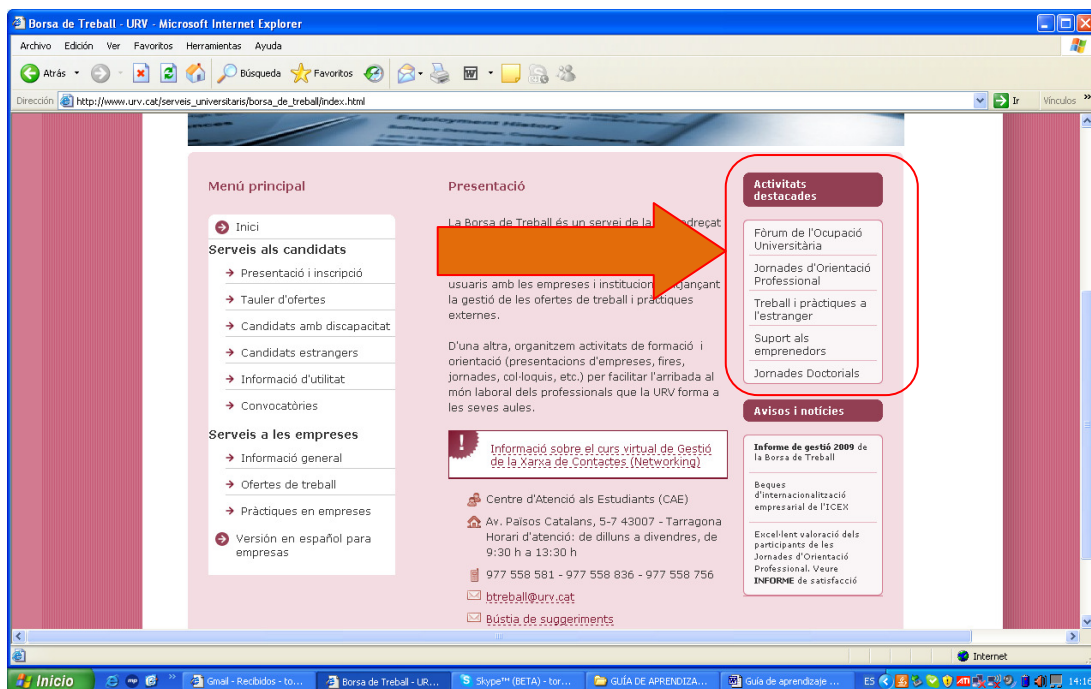 Borsa de Treball - URV - Microsoft Internet Explorer
Archivo Edición Ver Favoritos Herramientas Ayuda
Atrás Búsqueda Favoritos
Dirección http://www.urv.cat/serveis_universitaris/borsa_de_treball/index.html Ir Vínculos »
Employment History
Menú principal
Inici
Serveis als candidats
Presentació i inscripció
Tauler d'ofertes
Candidats amb discapacitat
Candidats estrangers
Informació d'utilitat
Convocatòries
Serveis a les empreses
Informació general
Ofertes de treball
Pràctiques en empreses
Versión en español para
empresas
Presentació
La Borsa de Treball és un servei de la
usuaris amb les empreses i
la gestió de les ofertes de treball i pràctiques
externes.
D'una altra, organitzem activitats de formació i
orientació (presentacions d'empreses, fires,
jornades, col·loquis, etc.) per facilitar l'arribada al
món laboral dels professionals que la URV forma a
les seves aules.
Informació sobre el curs virtual de Gestió
de la Xarxa de Contactes (Networking)
Centre d'Atenció als Estudiants (CAE)
Av. Països Catalans, 5-7 43007 - Tarragona
Horari d'atenció: de dilluns a divendres, de
9:30 h a 13:30 h
977 558 581 - 977 558 836 - 977 558 756
btreball@urv.cat
Bústia de suggeriments
Activitats
destacades
Fòrum de l'Ocupació
Universitària
Jornades d'Orientació
Professional
Treball i pràctiques a
l'estranger
Suport als
emprenedors
Jornades Doctorials
Avisos i notícies
Informe de gestió 2009 de
la Borsa de Treball
Beques
d'internacionalització
empresarial de l'ICEX
Excel·lent valoració dels
participants de les
Jornades d'Orientació
Professional. Veure
INFORME de satisfacció
Internet
Inicio » Gmail - Recibidos - to... Borsa de Treball - UR... Skype™ (BETA) - tor... GUÍA DE APRENDIZA... Guia de aprendizaje ... ES 14:16